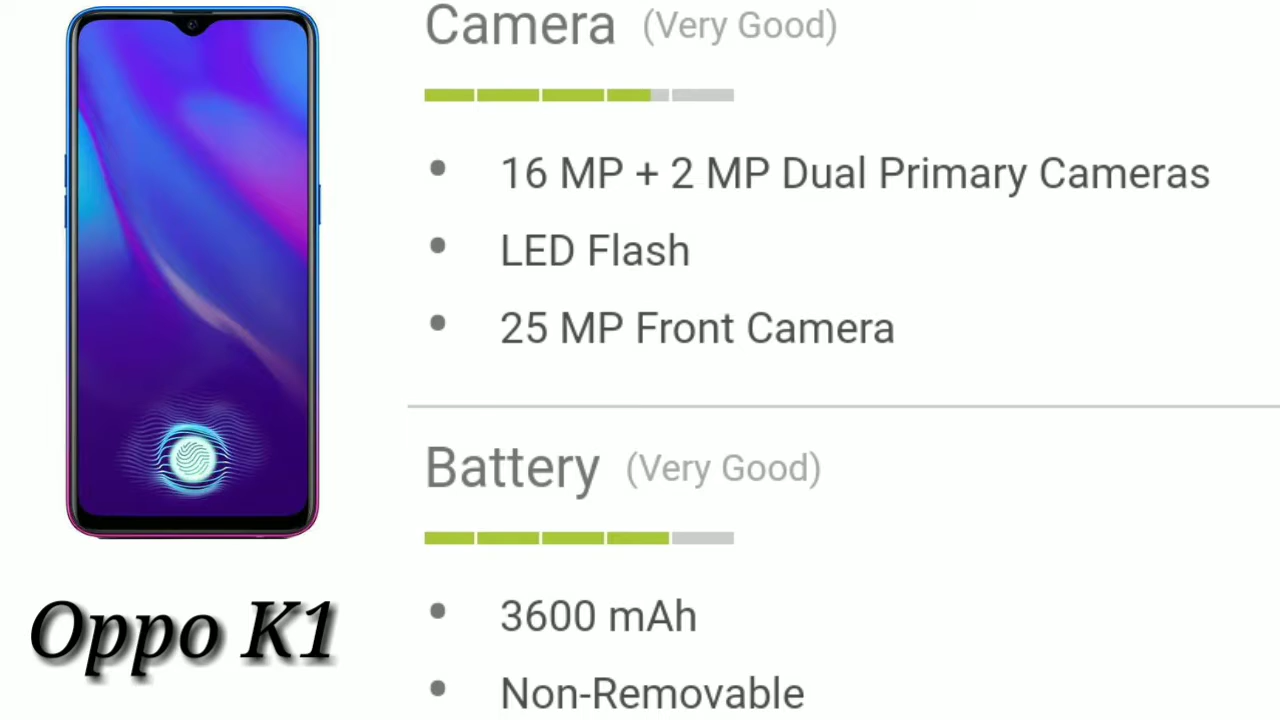 Camera (Very Good)
16 MP + 2 MP Dual Primary Cameras
LED Flash
25 MP Front Camera
Battery (Very Good)
3600 mAh
Non-Removable
Oppo K1